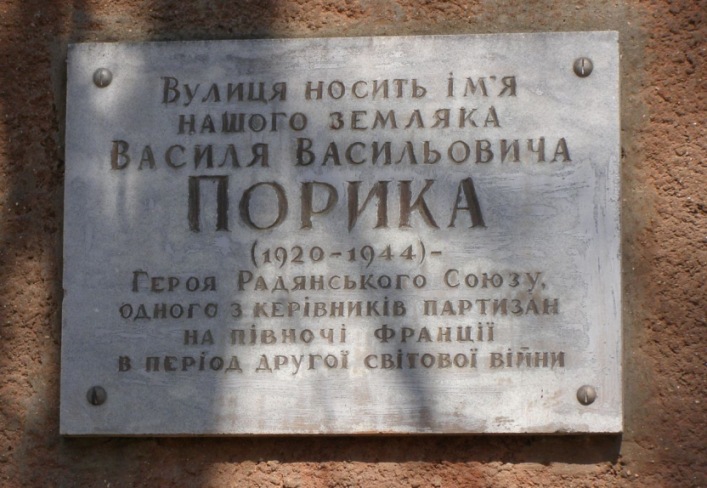 Вулиця носить ім'я
нашого земляка
Василя Васильовича
Порика
(1920-1944)-
Героя Радянського Союзу,
одного з керівників партизан
на півночі Франції
в період другої світової війни